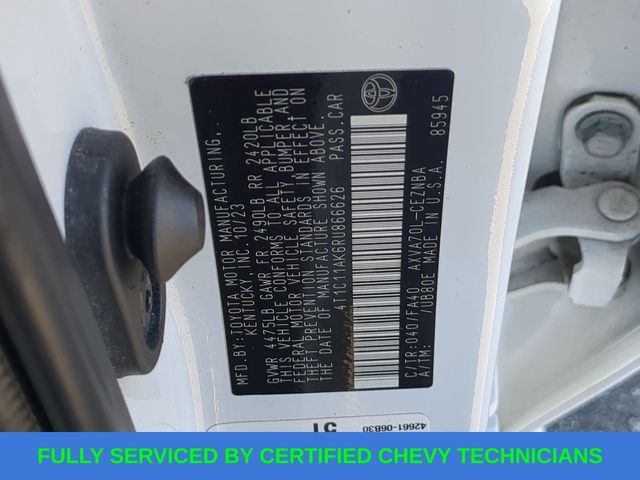 MFD. BY:TOYOTA MOTOR MANUFACTURING,
KENTUCKY, INC. 10/23
GVWR 4475LB GAWR FR 2490LB RR 2420LB
THIS VEHICLE CONFORMS TO ALL APPLICABLE
FEDERAL MOTOR VEHICLE SAFETY BUMPER,AND
THEFT PREVENTION STANDARDS IN EFFECT ON
THE DATE OF MANUFACTURE SHOWN ABOVE.
4T1C11AK6RU866626 PASS.CAR
C/TR:040/FA40 AXVA70L-CEZNBA
A/TM: /UB80E MADE IN U.S.A. 85945
42661-06B30
51
FULLY SERVICED BY CERTIFIED CHEVY TECHNICIANS